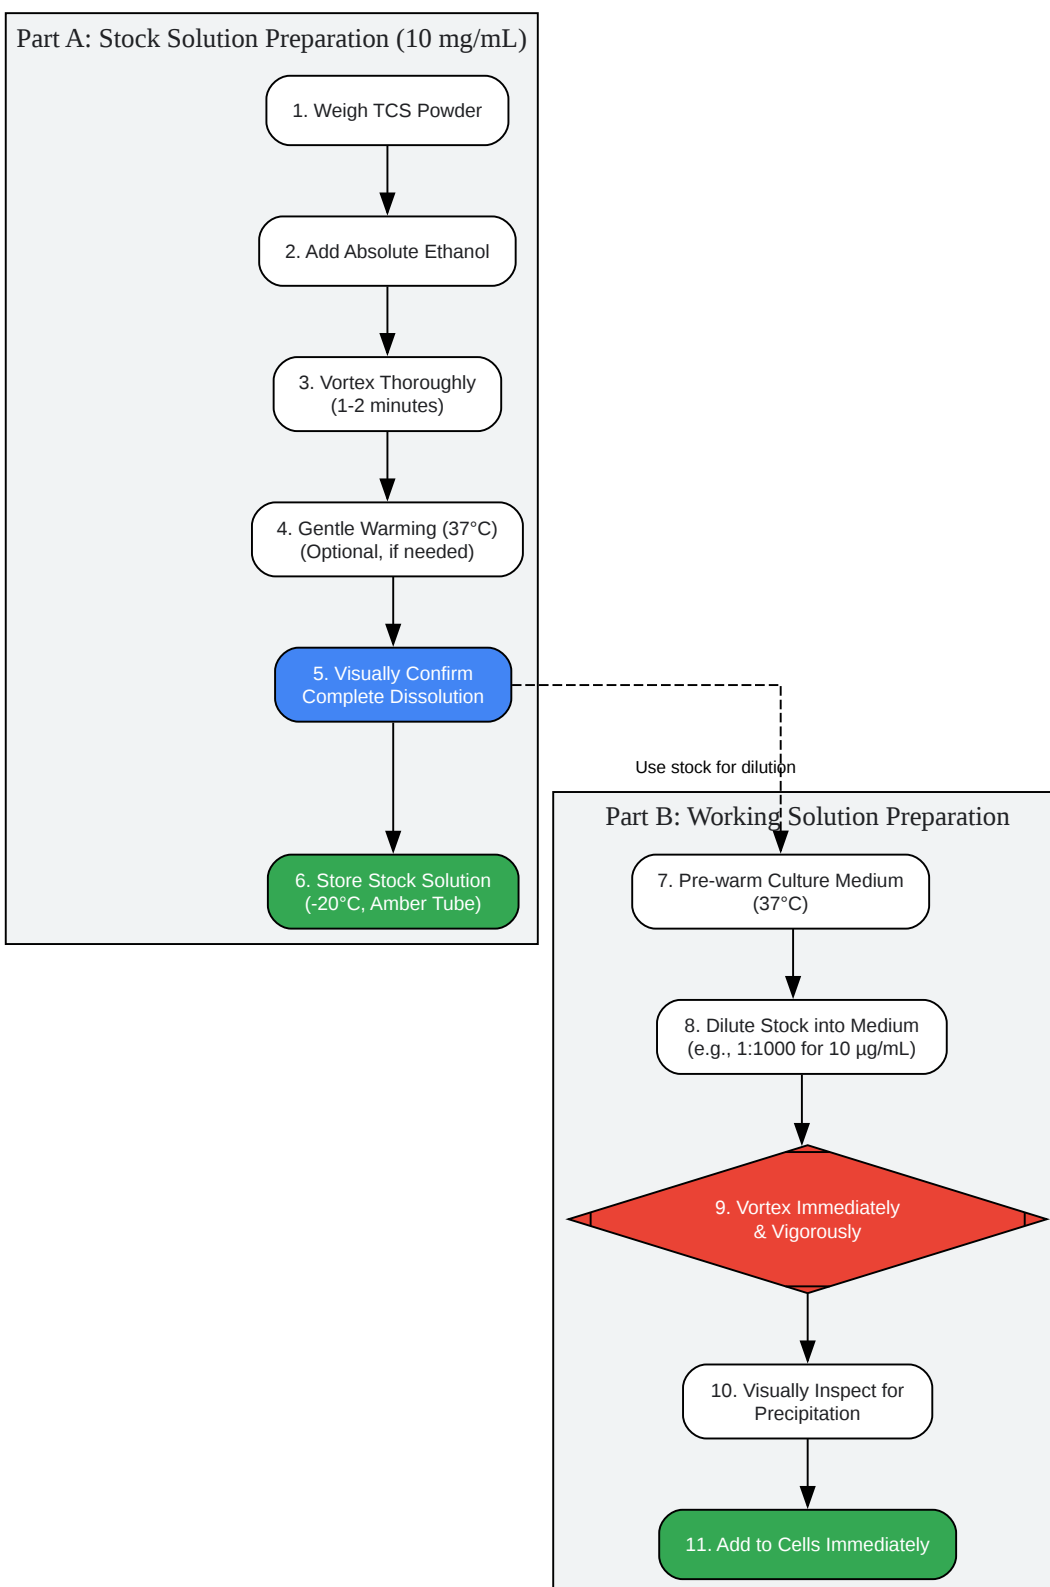 Part A: Stock Solution Preparation (10 mg/mL)
1. Weigh TCS Powder
2. Add Absolute Ethanol
3. Vortex Thoroughly
(1-2 minutes)
4. Gentle Warming (37°C)
(Optional, if needed)
5. Visually Confirm
Complete Dissolution
6. Store Stock Solution
(-20°C, Amber Tube)
Use stock for dilution
Part B: Working Solution Preparation
7. Pre-warm Culture Medium
(37°C)
8. Dilute Stock into Medium
(e.g., 1:1000 for 10 µg/mL)
9. Vortex Immediately
& Vigorously
10. Visually Inspect for
Precipitation
11. Add to Cells Immediately